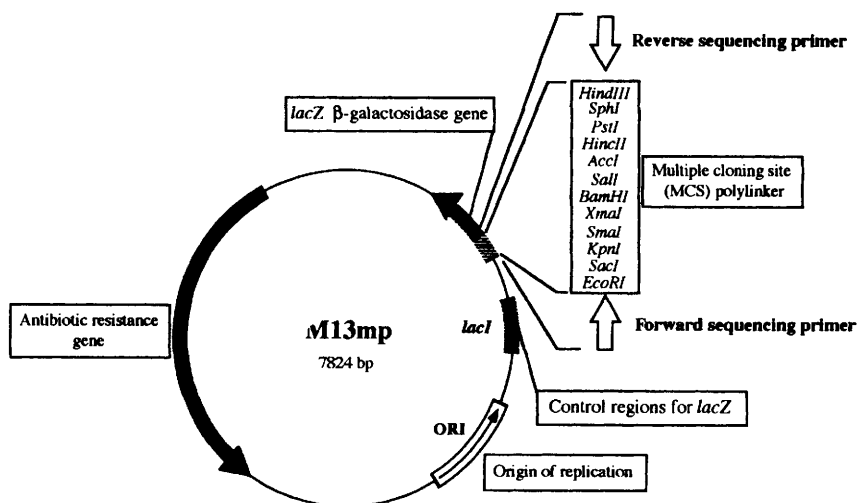 Reverse sequencing primer
lacZ β-galactosidase gene
HindIII
SphI
PstI
HincII
AccI
SalI
BamHI
XmaI
SmaI
KpnI
SacI
EcoRI
Multiple cloning site
(MCS) polylinker
Forward sequencing primer
Antibiotic resistance
gene
M13mp
7824 bp
lacI
Control regions for lacZ
ORI
Origin of replication